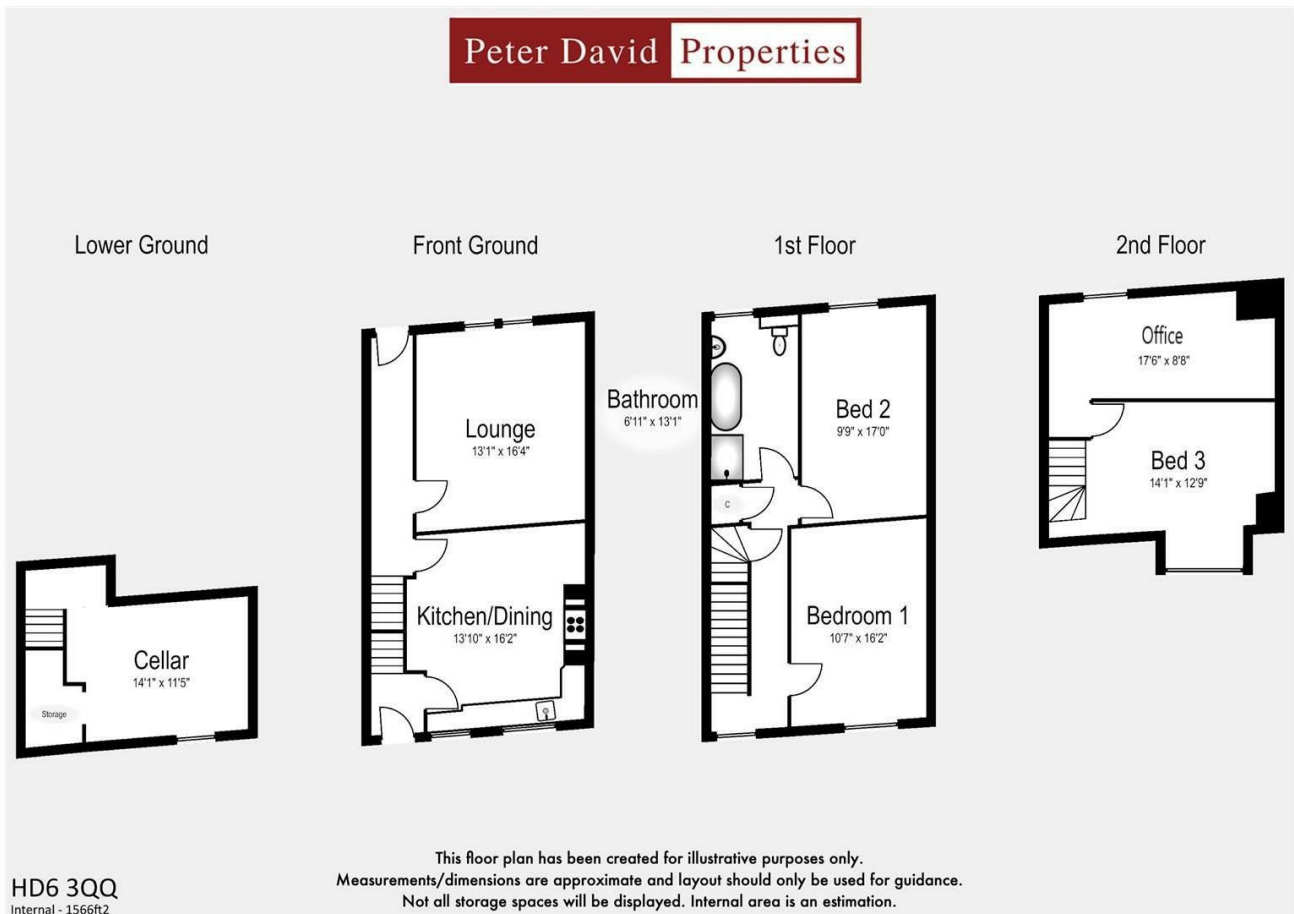 Peter David Properties
Lower Ground
Front Ground
1st Floor
2nd Floor
Cellar
14'1" x 11'5"
Storage
Lounge
13'1" x 16'4"
Kitchen/Dining
13'10" x 16'2"
Bathroom
6'11" x 13'1"
Bed 2
9'9" x 17'0"
C
Bedroom 1
10'7" x 16'2"
Office
17'6" x 8'8"
Bed 3
14'1" x 12'9"
This floor plan has been created for illustrative purposes only.
Measurements/dimensions are approximate and layout should only be used for guidance.
Not all storage spaces will be displayed. Internal area is an estimation.
HD6 3QQ
Internal - 1566ft2